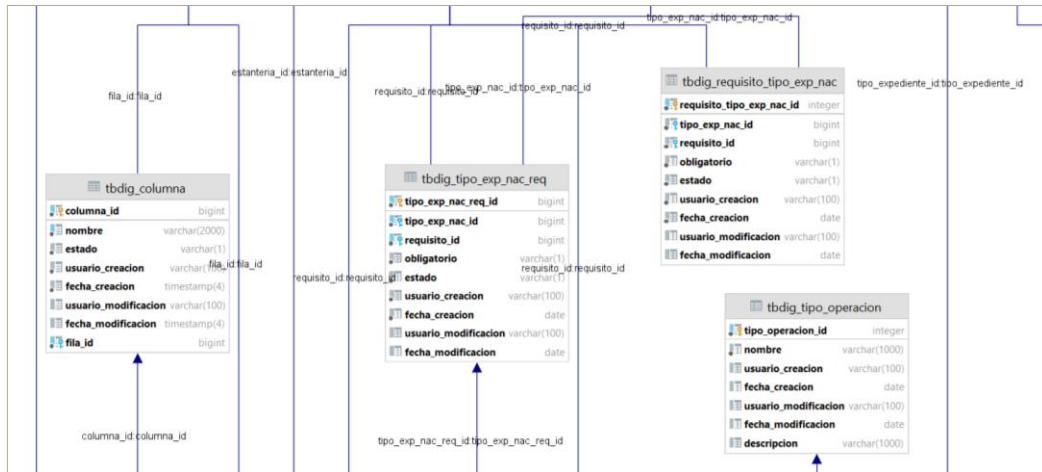 requisito_id:requisito_id
tipo_exp_nac_id:tipo_exp_nac_id
estanteria_id:estanteria_id
fila_id:fila_id
requisito_id:requisito_id
tipo_exp_nac_id:tipo_exp_nac_id
tipo_expediente_id:tipo_expediente_id
tbdig_requisito_tipo_exp_nac
requisito_tipo_exp_nac_id integer
tipo_exp_nac_id bigint
requisito_id bigint
obligatorio varchar(1)
estado varchar(1)
usuario_creacion varchar(100)
fecha_creacion date
usuario_modificacion varchar(100)
fecha_modificacion date
tbdig_columna
columna_id bigint
nombre varchar(2000)
estado varchar(1)
usuario_creacion varchar(100)
fecha_creacion timestamp(4)
usuario_modificacion varchar(100)
fecha_modificacion timestamp(4)
fila_id bigint
fila_id:fila_id
tbdig_tipo_exp_nac_req
tipo_exp_nac_req_id bigint
tipo_exp_nac_id bigint
requisito_id bigint
obligatorio varchar(1)
estado varchar(1)
usuario_creacion varchar(100)
fecha_creacion date
usuario_modificacion varchar(100)
fecha_modificacion date
requisito_id:requisito_id
requisito_id:requisito_id
tbdig_tipo_operacion
tipo_operacion_id integer
nombre varchar(1000)
usuario_creacion varchar(100)
fecha_creacion date
usuario_modificacion varchar(100)
fecha_modificacion date
descripcion varchar(1000)
columna_id:columna_id
tipo_exp_nac_req_id:tipo_exp_nac_req_id